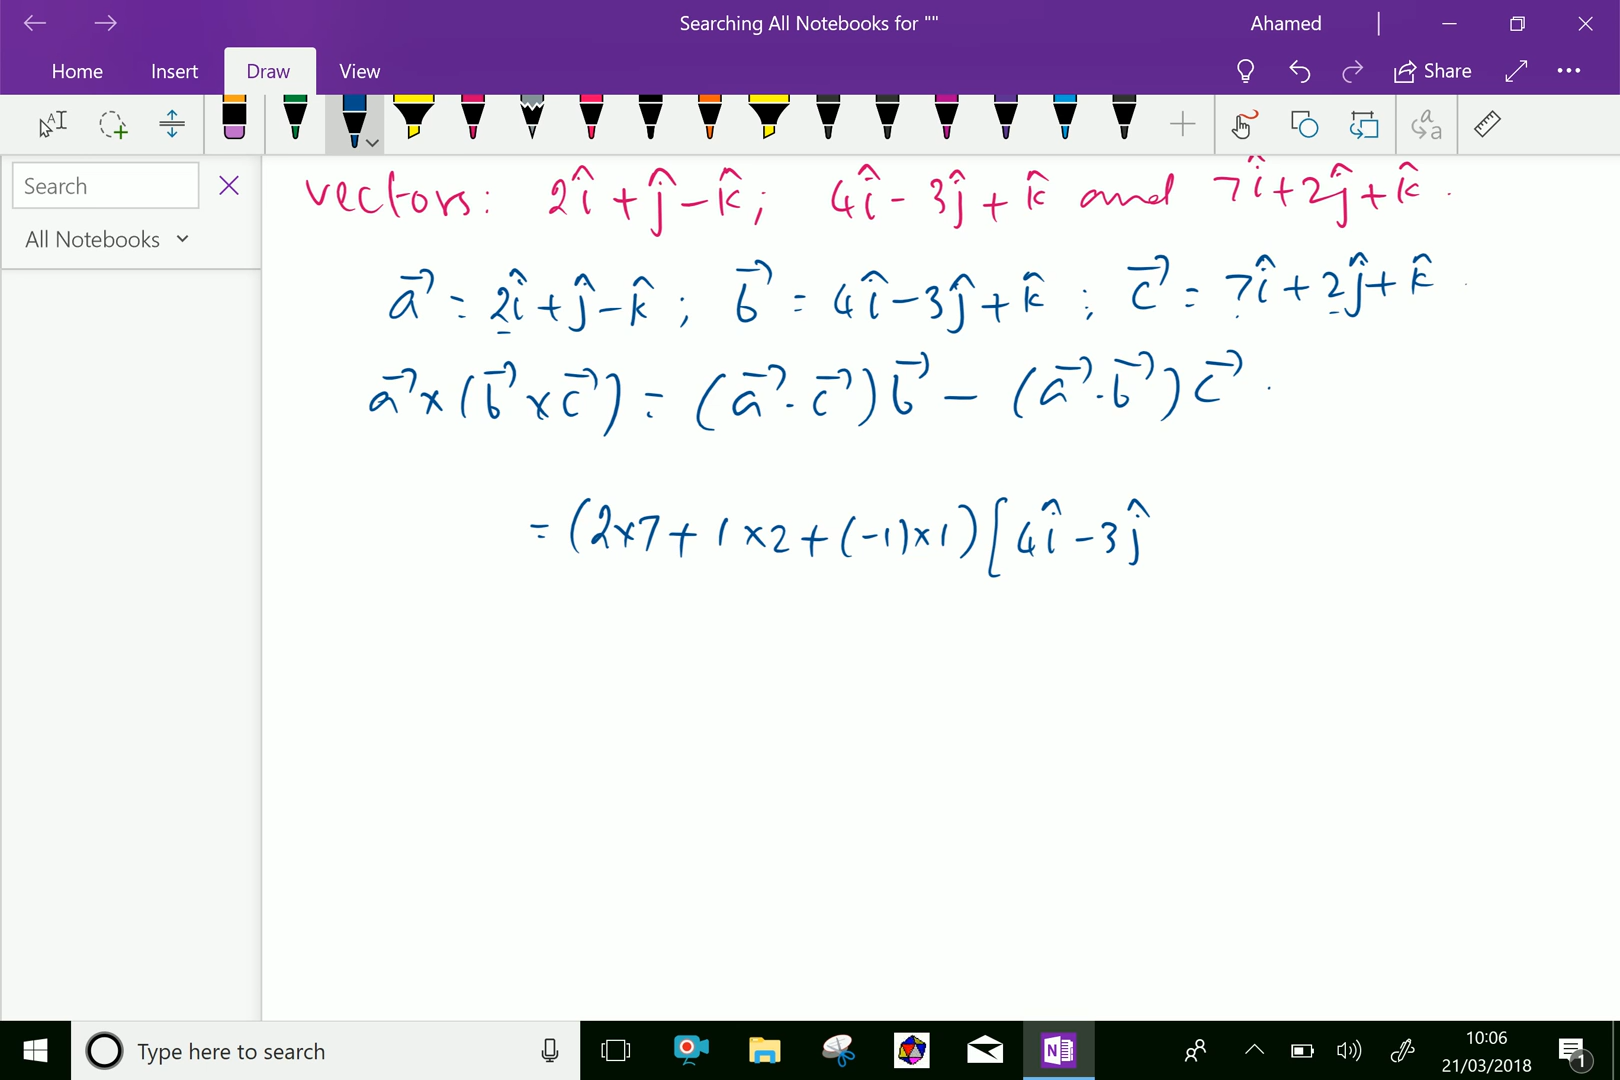 Searching All Notebooks for ""
Ahamed
Home Insert Draw View
Share
Search
All Notebooks
vectors: 2î + ĵ − k̂; 4î − 3ĵ + k̂ and 7î + 2ĵ + k̂.
a⃗ = 2î + ĵ − k̂ ; b⃗ = 4î − 3ĵ + k̂ ; c⃗ = 7î + 2ĵ + k̂.
a⃗ × (b⃗ × c⃗) = (a⃗ · c⃗) b⃗ − (a⃗ · b⃗) c⃗.
= (2×7 + 1×2 + (−1)×1) [4î − 3ĵ
Type here to search
10:06
21/03/2018
1